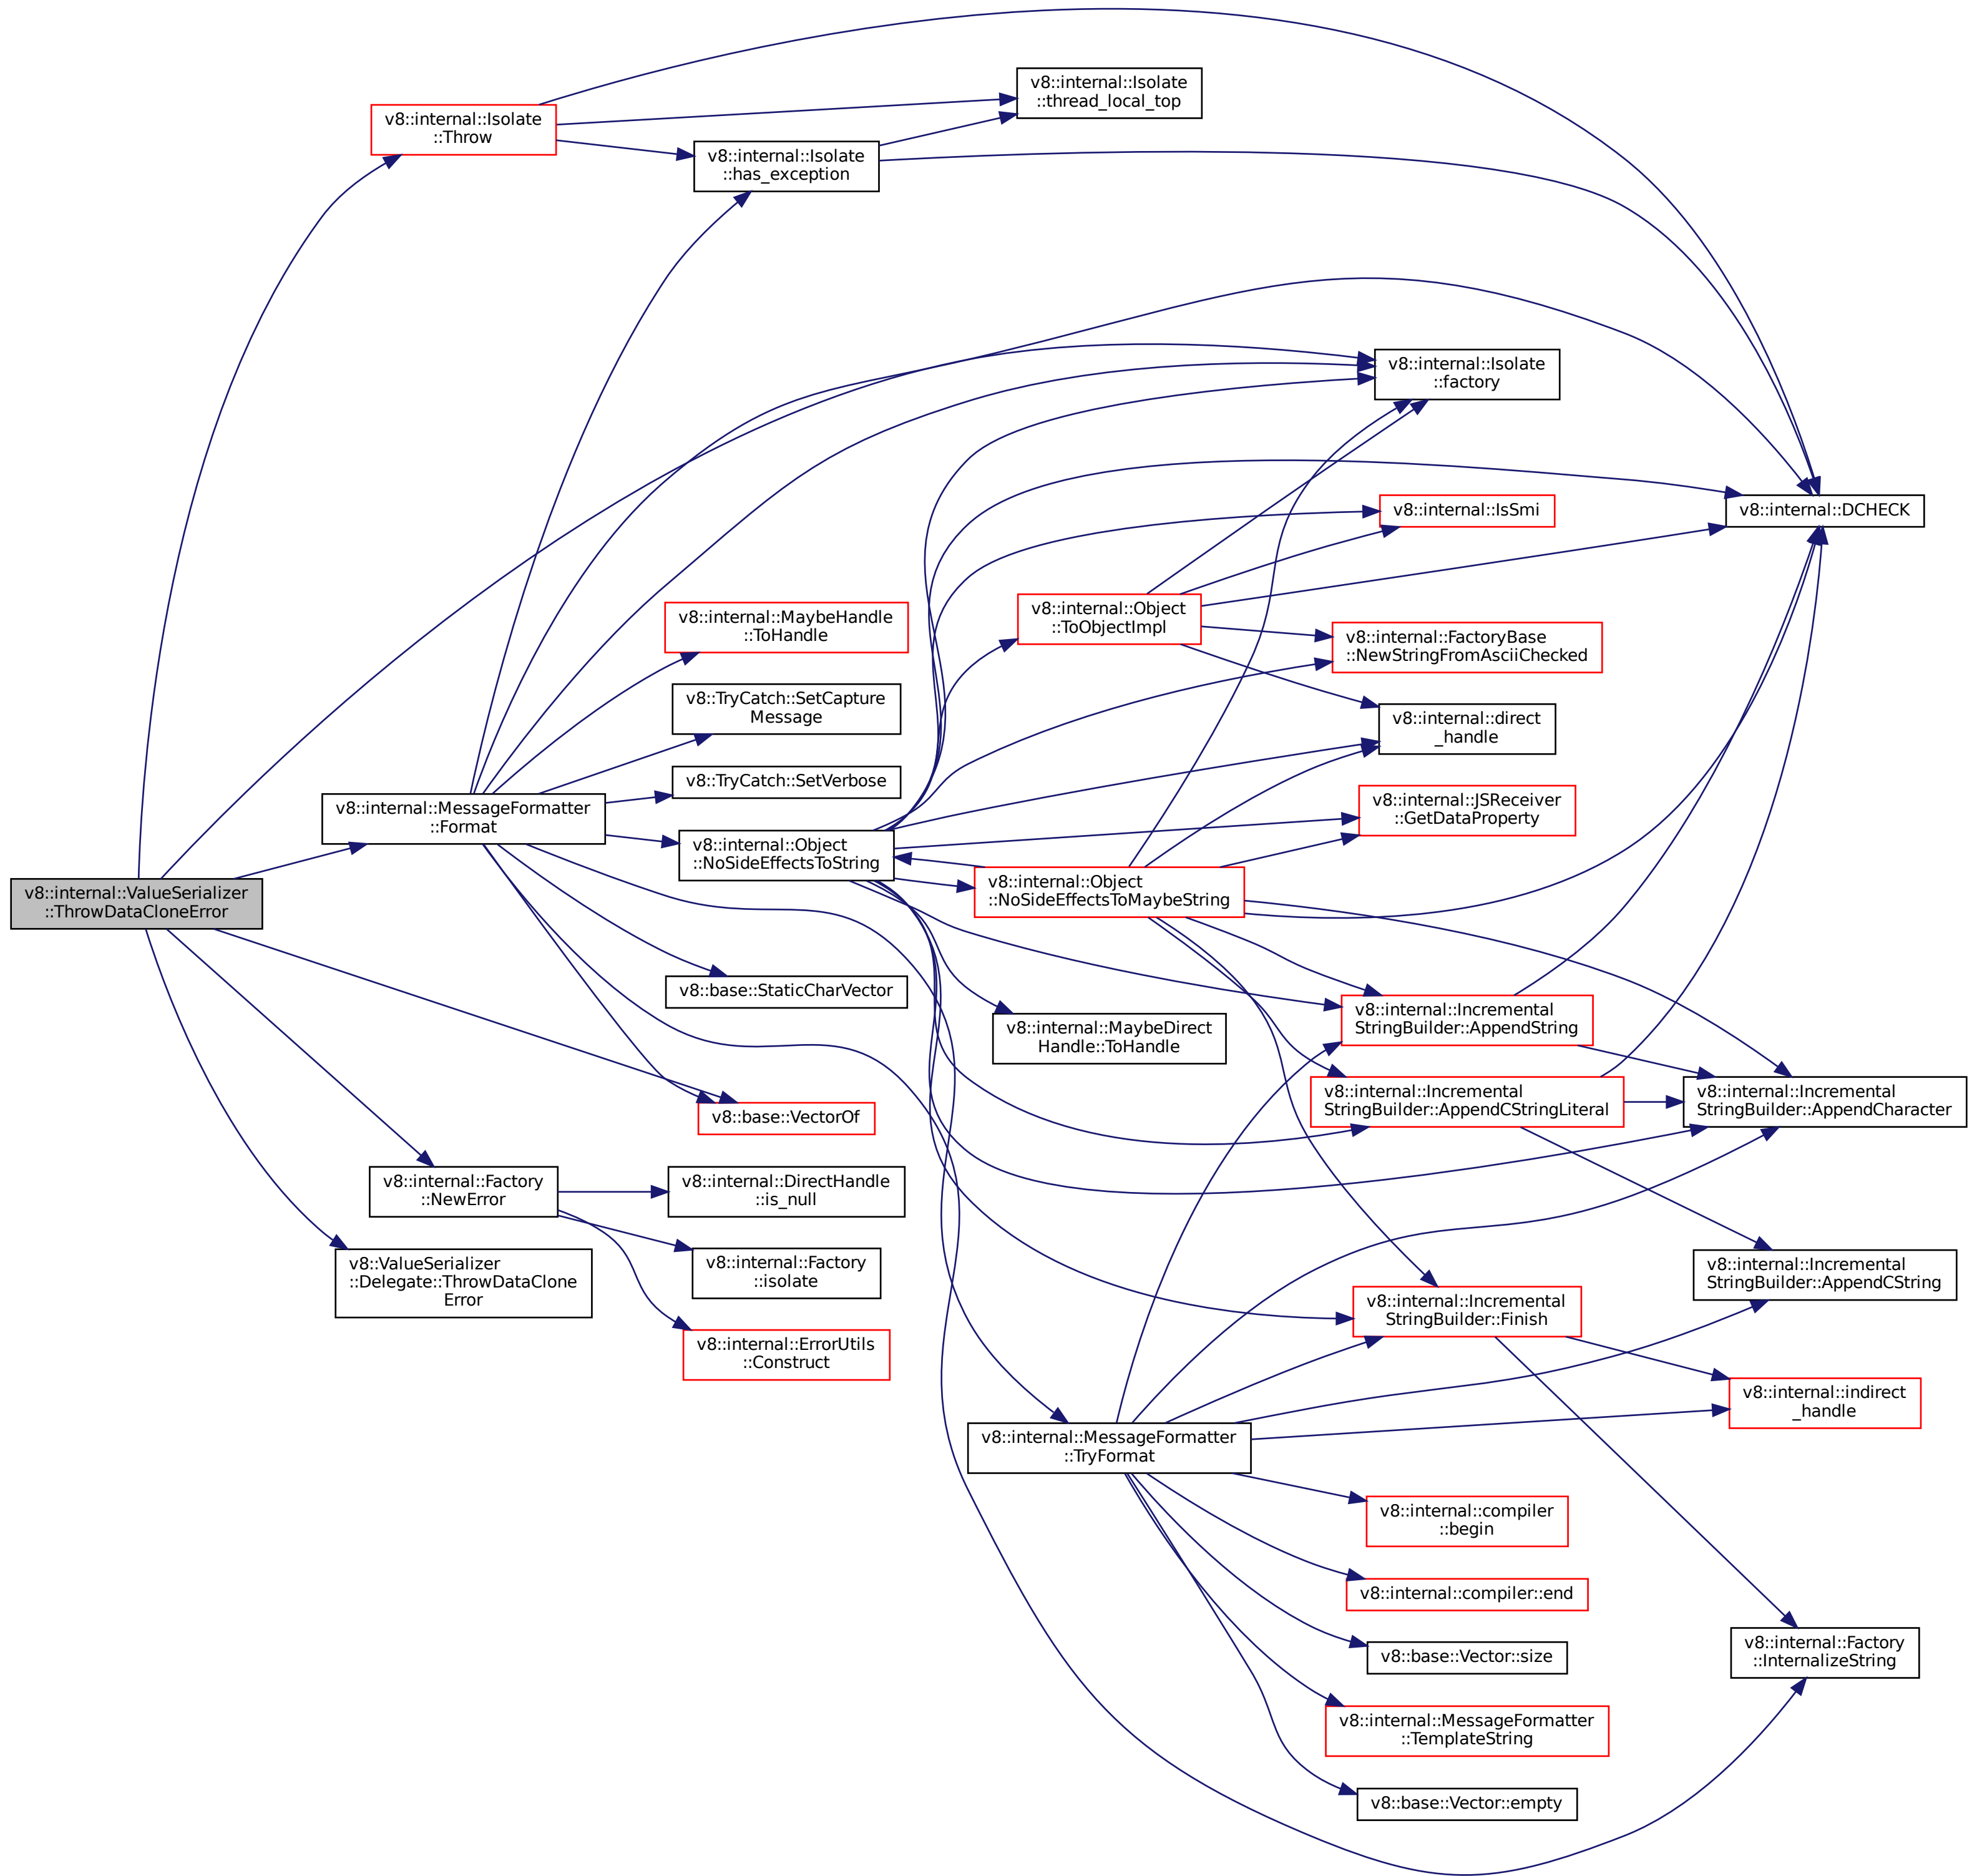 v8::internal::Isolate
::thread_local_top
v8::internal::Isolate
::Throw
v8::internal::Isolate
::has_exception
v8::internal::Isolate
::factory
v8::internal::IsSmi
v8::internal::DCHECK
v8::internal::MaybeHandle
::ToHandle
v8::internal::Object
::ToObjectImpl
v8::internal::FactoryBase
::NewStringFromAsciiChecked
v8::TryCatch::SetCapture
Message
v8::internal::direct
_handle
v8::TryCatch::SetVerbose
v8::internal::JSReceiver
::GetDataProperty
v8::internal::MessageFormatter
::Format
v8::internal::Object
::NoSideEffectsToString
v8::internal::Object
::NoSideEffectsToMaybeString
v8::internal::ValueSerializer
::ThrowDataCloneError
v8::base::StaticCharVector
v8::internal::MaybeDirect
Handle::ToHandle
v8::internal::Incremental
StringBuilder::AppendString
v8::base::VectorOf
v8::internal::Incremental
StringBuilder::AppendCStringLiteral
v8::internal::Incremental
StringBuilder::AppendCharacter
v8::internal::Factory
::NewError
v8::internal::DirectHandle
::is_null
v8::ValueSerializer
::Delegate::ThrowDataClone
Error
v8::internal::Factory
::isolate
v8::internal::Incremental
StringBuilder::AppendCString
v8::internal::ErrorUtils
::Construct
v8::internal::Incremental
StringBuilder::Finish
v8::internal::indirect
_handle
v8::internal::MessageFormatter
::TryFormat
v8::internal::compiler
::begin
v8::internal::compiler::end
v8::base::Vector::size
v8::internal::Factory
::InternalizeString
v8::internal::MessageFormatter
::TemplateString
v8::base::Vector::empty